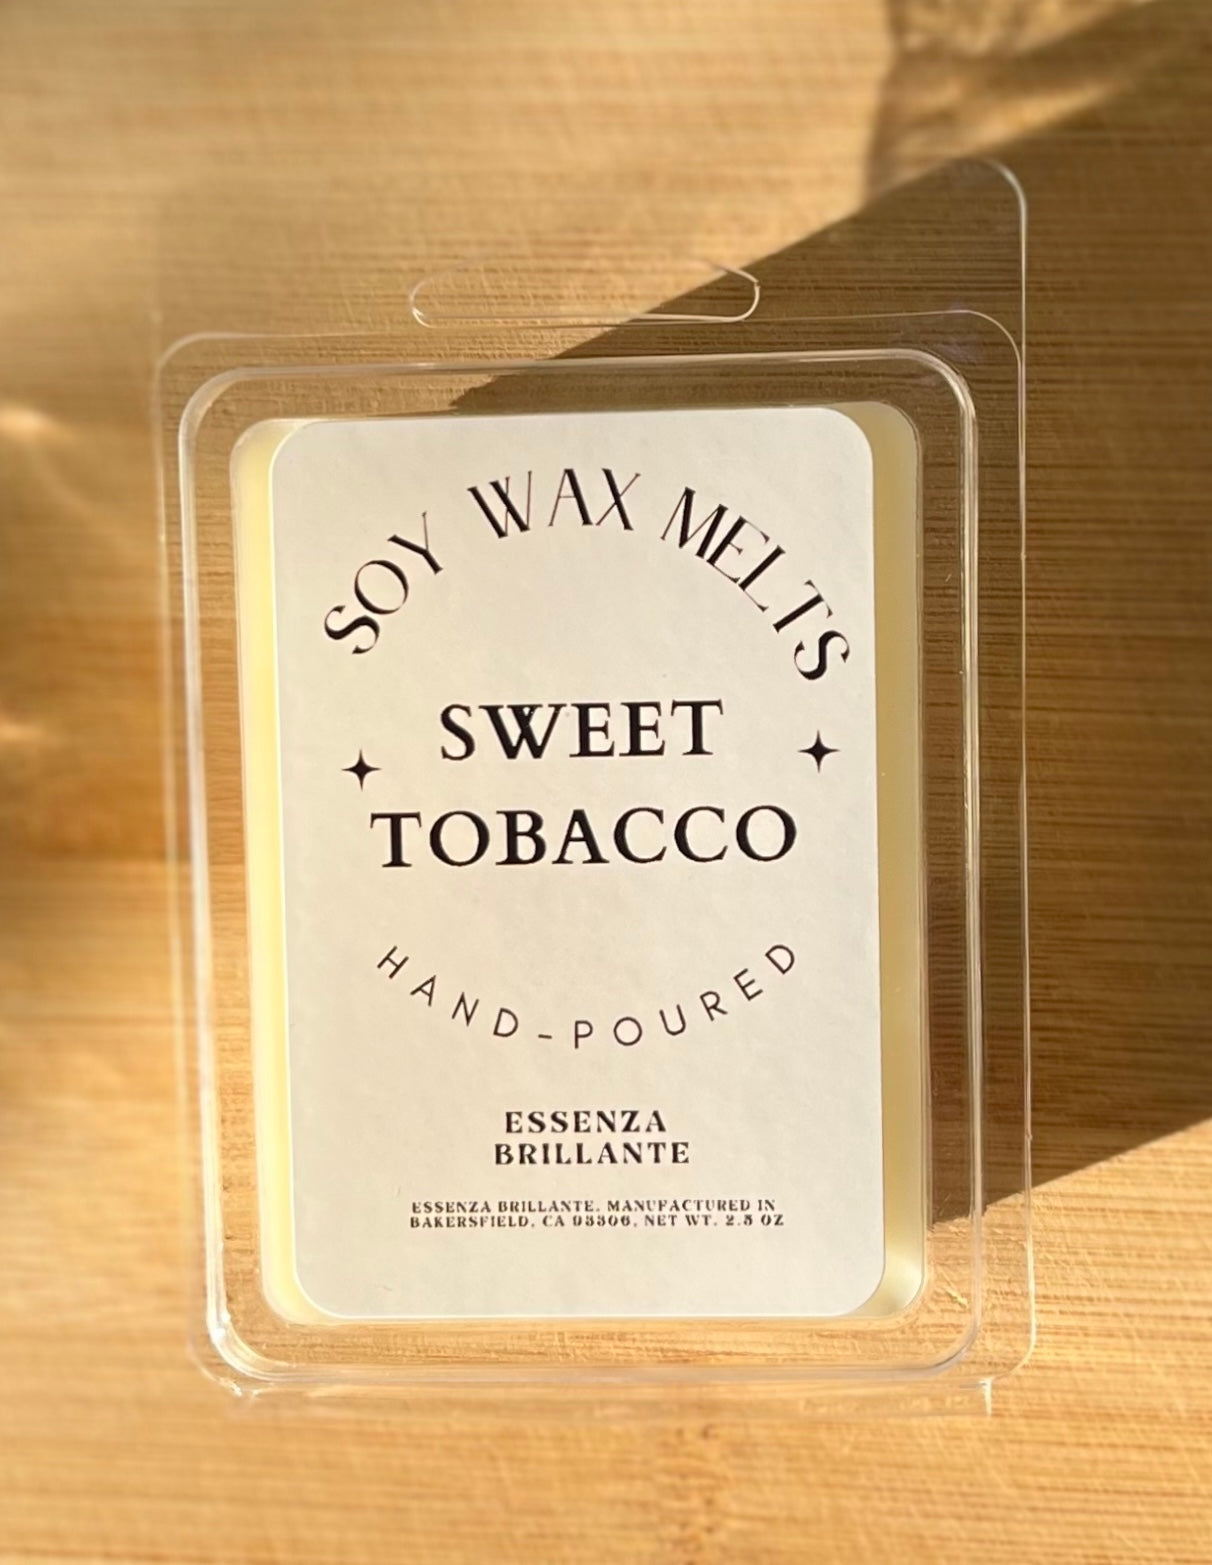 SOY WAX MELTS
SWEET
TOBACCO
HAND-POURED
ESSENZA
BRILLANTE
ESSENZA BRILLANTE. MANUFACTURED IN
BAKERSFIELD, CA 93306, NET WT. 2.5 OZ